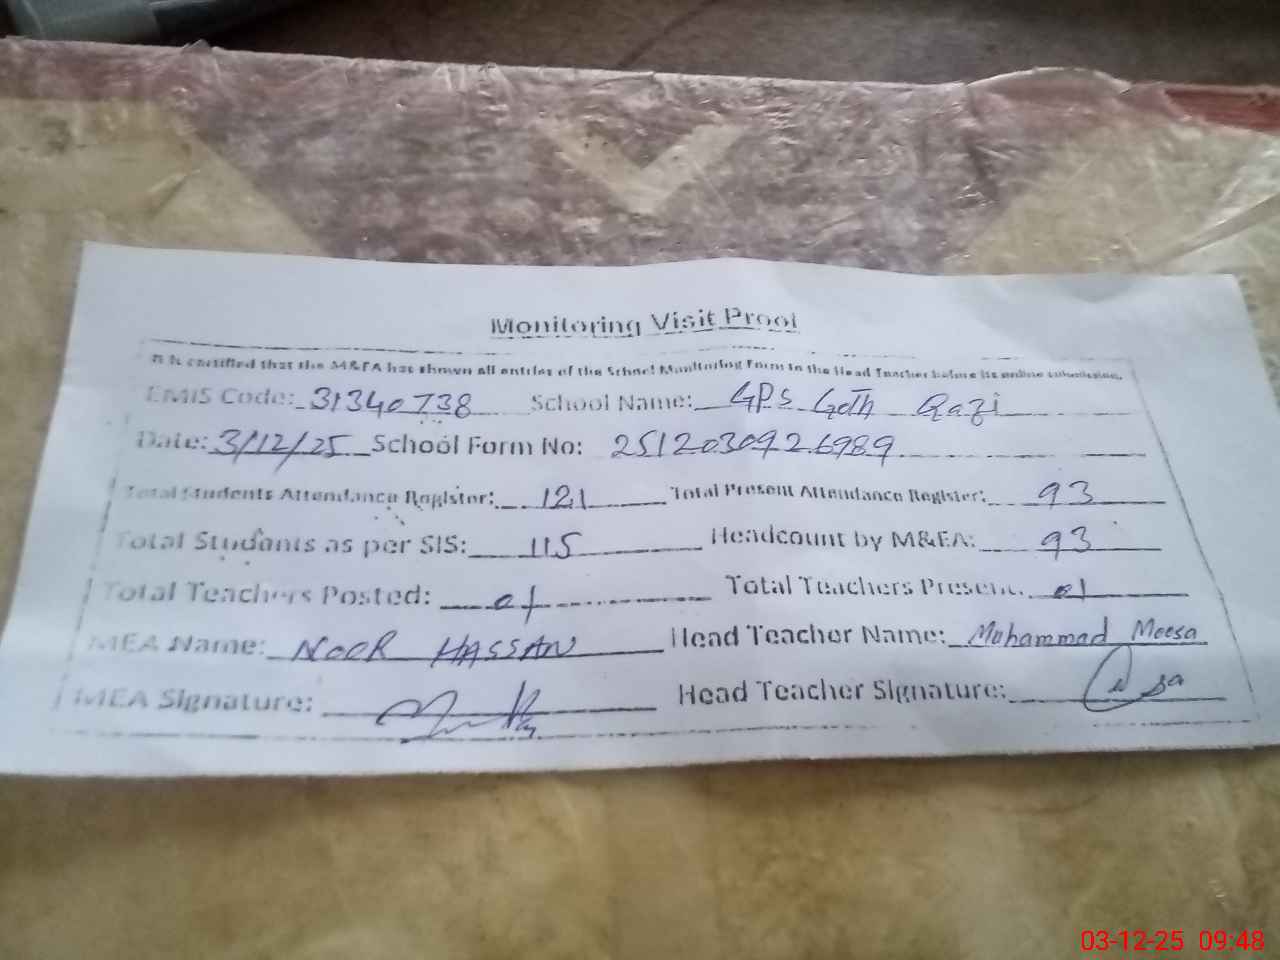 Monitoring Visit Proof
It is certified that the M&EA has shown all entries of the School Monitoring Form to the Head Teacher before its online submission.
EMIS Code: 31340738 School Name: GPS Goth Qazi
Date: 3/12/25 School Form No: 2512030926989
Total Students Attendance Register: 121 Total Present Attendance Register: 93
Total Students as per SIS: 115 Headcount by M&EA: 93
Total Teachers Posted: 01 Total Teachers Present: 01
MEA Name: NOOR HASSAN Head Teacher Name: Mohammad Moosa
MEA Signature: Head Teacher Signature:
03-12-25 09:48